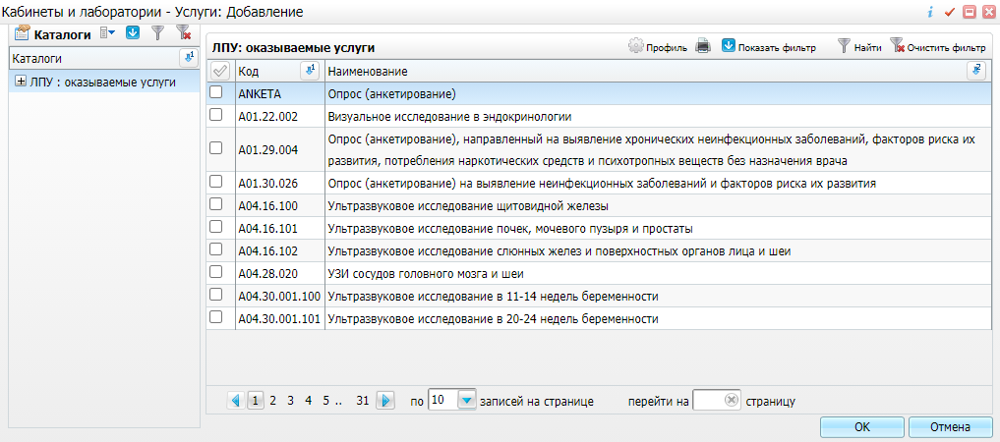 Кабинеты и лаборатории - Услуги: Добавление
Каталоги
Каталоги
ЛПУ : оказываемые услуги
ЛПУ: оказываемые услуги
Профиль
Показать фильтр
Найти
Очистить фильтр
Код Наименование
ANKETA Опрос (анкетирование)
A01.22.002 Визуальное исследование в эндокринологии
A01.29.004 Опрос (анкетирование), направленный на выявление хронических неинфекционных заболеваний, факторов риска их
развития, потребления наркотических средств и психотропных веществ без назначения врача
A01.30.026 Опрос (анкетирование) на выявление неинфекционных заболеваний и факторов риска их развития
A04.16.100 Ультразвуковое исследование щитовидной железы
A04.16.101 Ультразвуковое исследование почек, мочевого пузыря и простаты
A04.16.102 Ультразвуковое исследование слюнных желез и поверхностных органов лица и шеи
A04.28.020 УЗИ сосудов головного мозга и шеи
A04.30.001.100 Ультразвуковое исследование в 11-14 недель беременности
A04.30.001.101 Ультразвуковое исследование в 20-24 недель беременности
1 2 3 4 5 .. 31 по 10 записей на странице перейти на страницу
OK Отмена